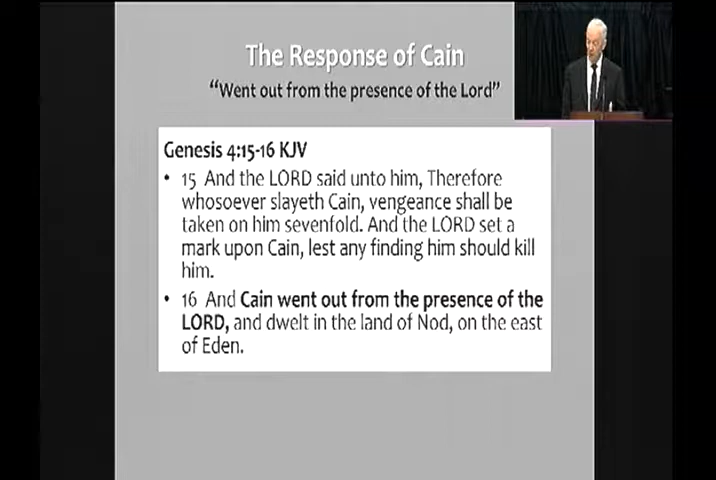 The Response of Cain
“Went out from the presence of the Lord”
Genesis 4:15-16 KJV
• 15 And the LORD said unto him, Therefore
whosoever slayeth Cain, vengeance shall be
taken on him sevenfold. And the LORD set a
mark upon Cain, lest any finding him should kill
him.
• 16 And Cain went out from the presence of the
LORD, and dwelt in the land of Nod, on the east
of Eden.